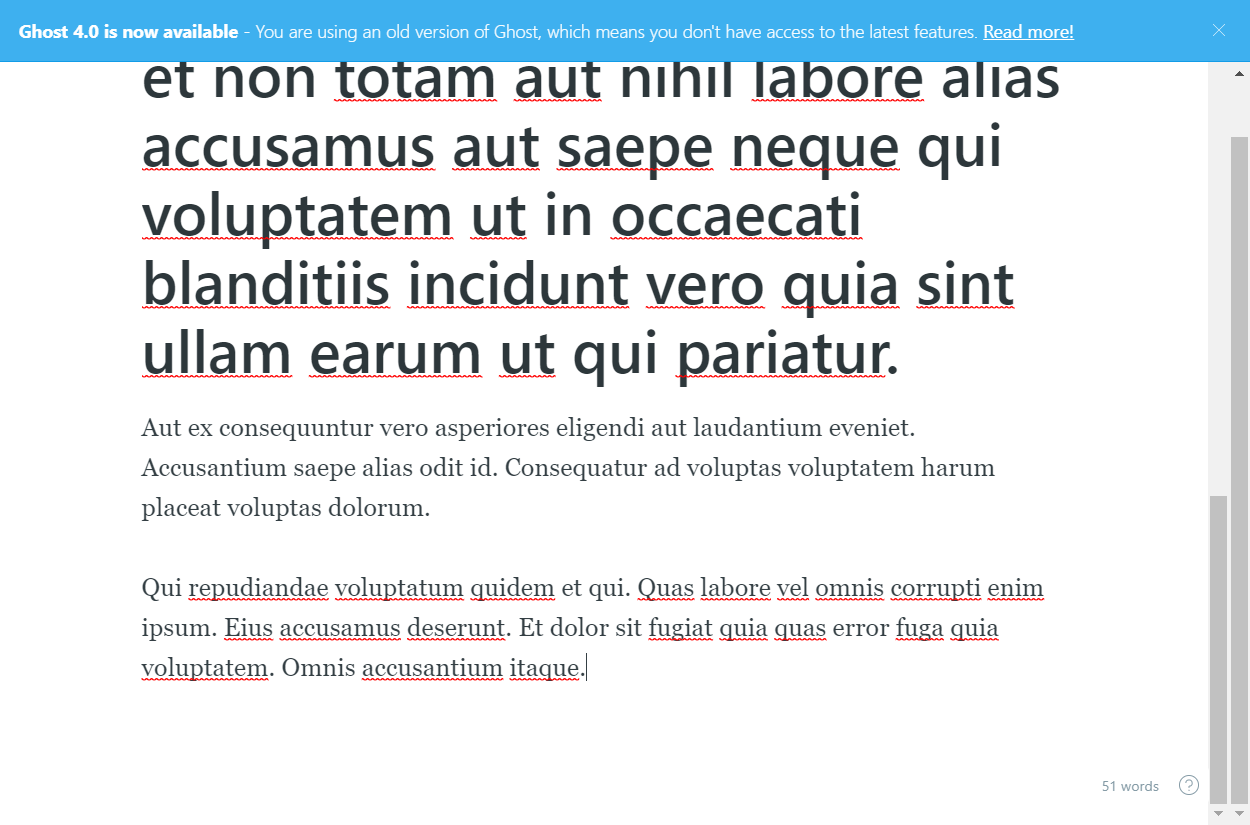 Ghost 4.0 is now available - You are using an old version of Ghost, which means you don't have access to the latest features. Read more!
et non totam aut nihil labore alias
accusamus aut saepe neque qui
voluptatem ut in occaecati
blanditiis incidunt vero quia sint
ullam earum ut qui pariatur.
Aut ex consequuntur vero asperiores eligendi aut laudantium eveniet.
Accusantium saepe alias odit id. Consequatur ad voluptas voluptatem harum
placeat voluptas dolorum.
Qui repudiandae voluptatum quidem et qui. Quas labore vel omnis corrupti enim
ipsum. Eius accusamus deserunt. Et dolor sit fugiat quia quas error fuga quia
voluptatem. Omnis accusantium itaque.
51 words
?